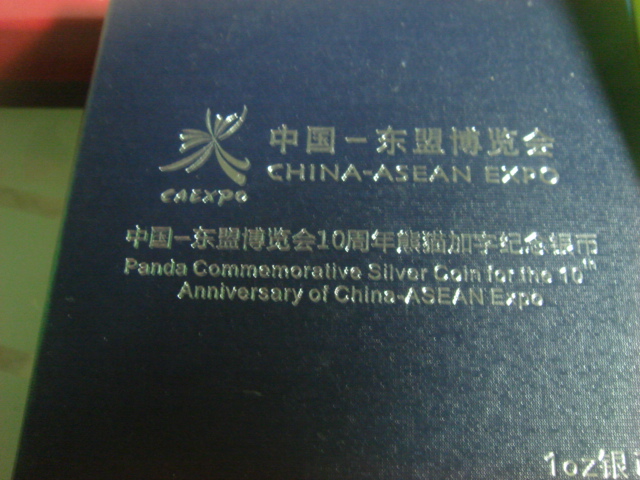 中国－东盟博览会
CHINA-ASEAN EXPO
CAEXPO
中国－东盟博览会10周年熊猫加字纪念银币
Panda Commemorative Silver Coin for the 10th
Anniversary of China-ASEAN Expo
1oz银